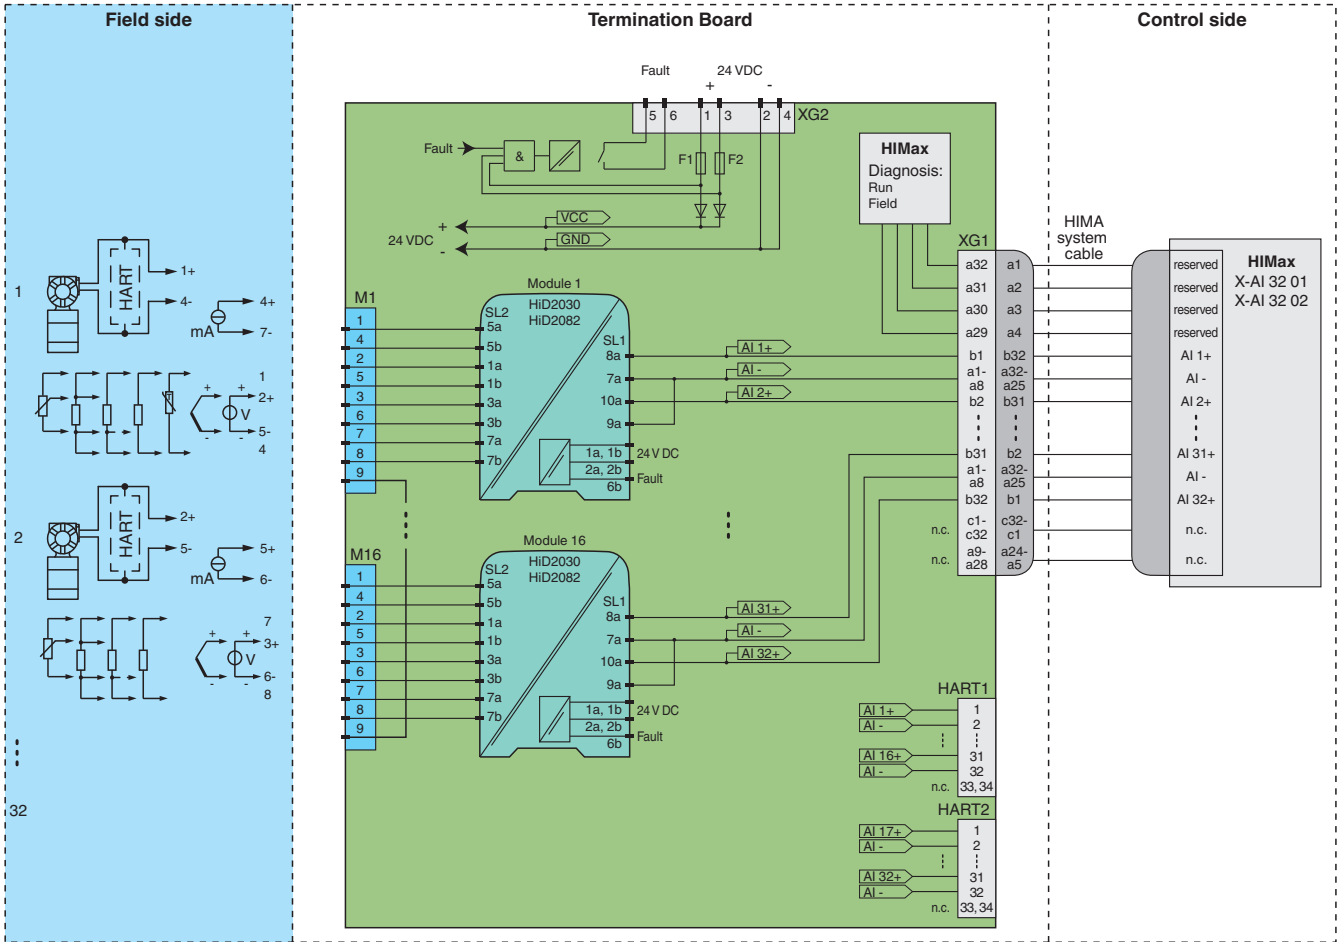 Field side
Termination Board
Control side
Fault
24 VDC
+
-
5
6
1
3
2
4
XG2
Fault
&
F1
F2
VCC
+
24 VDC
-
GND
HIMax
Diagnosis:
Run
Field
XG1
HIMA
system
cable
a32 a1
a31 a2
a30 a3
a29 a4
b1 b32
a1- a32-
a8 a25
b2 b31
b31 b2
a1- a32-
a8 a25
b32 b1
n.c.
c1- c32-
c32 c1
n.c.
a9- a24-
a28 a5
reserved
reserved
reserved
reserved
AI 1+
AI -
AI 2+
AI 31+
AI -
AI 32+
n.c.
n.c.
HIMax
X-AI 32 01
X-AI 32 02
1
HART
1+
4-
mA
4+
7-
1
+ +
2+
V
- -
5-
4
2
HART
2+
5-
mA
5+
6-
7
+ +
3+
V
- -
6-
8
32
M1
1
4
2
5
3
6
7
8
9
Module 1
HiD2030
HiD2082
SL2
5a
5b
1a
1b
3a
3b
7a
7b
SL1
8a
7a
10a
9a
1a, 1b
2a, 2b
6b
24 V DC
Fault
AI 1+
AI -
AI 2+
M16
1
4
2
5
3
6
7
8
9
Module 16
HiD2030
HiD2082
SL2
5a
5b
1a
1b
3a
3b
7a
7b
SL1
8a
7a
10a
9a
1a, 1b
2a, 2b
6b
24 V DC
Fault
AI 31+
AI -
AI 32+
HART1
AI 1+ 1
AI - 2
AI 16+ 31
AI - 32
n.c. 33, 34
HART2
AI 17+ 1
AI - 2
AI 32+ 31
AI - 32
n.c. 33, 34